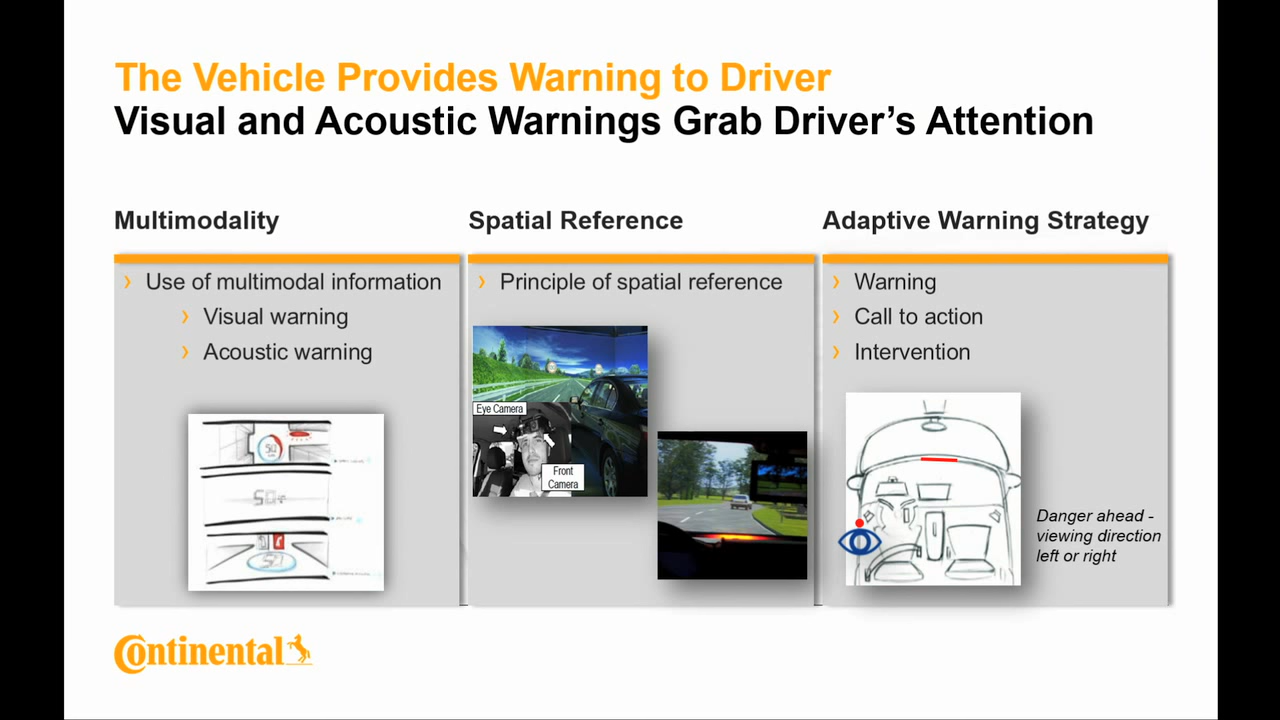 The Vehicle Provides Warning to Driver
Visual and Acoustic Warnings Grab Driver’s Attention
Multimodality
› Use of multimodal information
› Visual warning
› Acoustic warning
Spatial Reference
› Principle of spatial reference
Eye Camera
Front
Camera
Adaptive Warning Strategy
› Warning
› Call to action
› Intervention
Danger ahead -
viewing direction
left or right
Continental